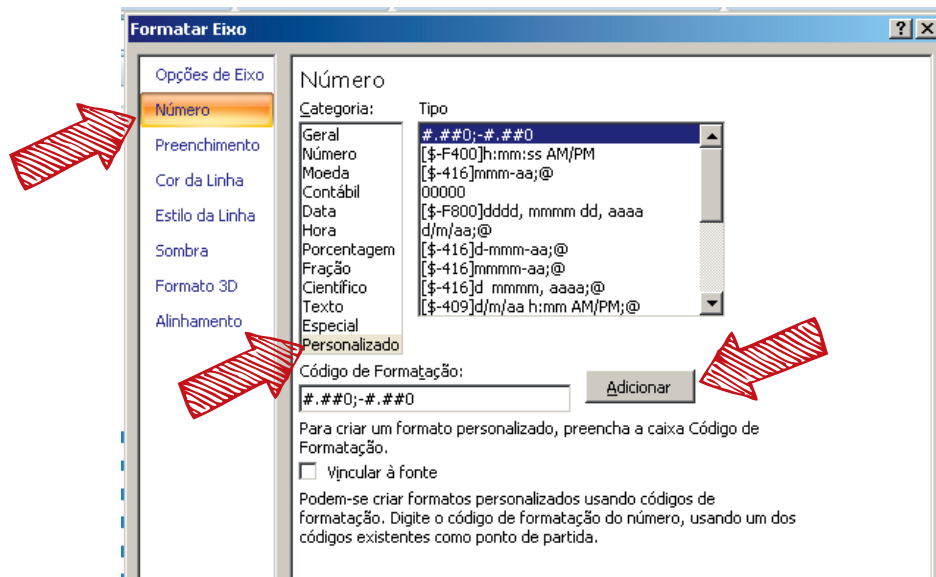 Formatar Eixo
? X
Opções de Eixo
Número
Preenchimento
Cor da Linha
Estilo da Linha
Sombra
Formato 3D
Alinhamento
Número
Categoria:
Geral
Número
Moeda
Contábil
Data
Hora
Porcentagem
Fração
Científico
Texto
Especial
Personalizado
Tipo
#.##0;-#.##0
[$-F400]h:mm:ss AM/PM
[$-416]mmm-aa;@
00000
[$-F800]dddd, mmmm dd, aaaa
d/m/aa;@
[$-416]d-mmm-aa;@
[$-416]mmmm-aa;@
[$-416]d mmmm, aaaa;@
[$-409]d/m/aa h:mm AM/PM;@
Código de Formatação:
#.##0;-#.##0
Adicionar
Para criar um formato personalizado, preencha a caixa Código de
Formatação.
Vincular à fonte
Podem-se criar formatos personalizados usando códigos de
formatação. Digite o código de formatação do número, usando um dos
códigos existentes como ponto de partida.